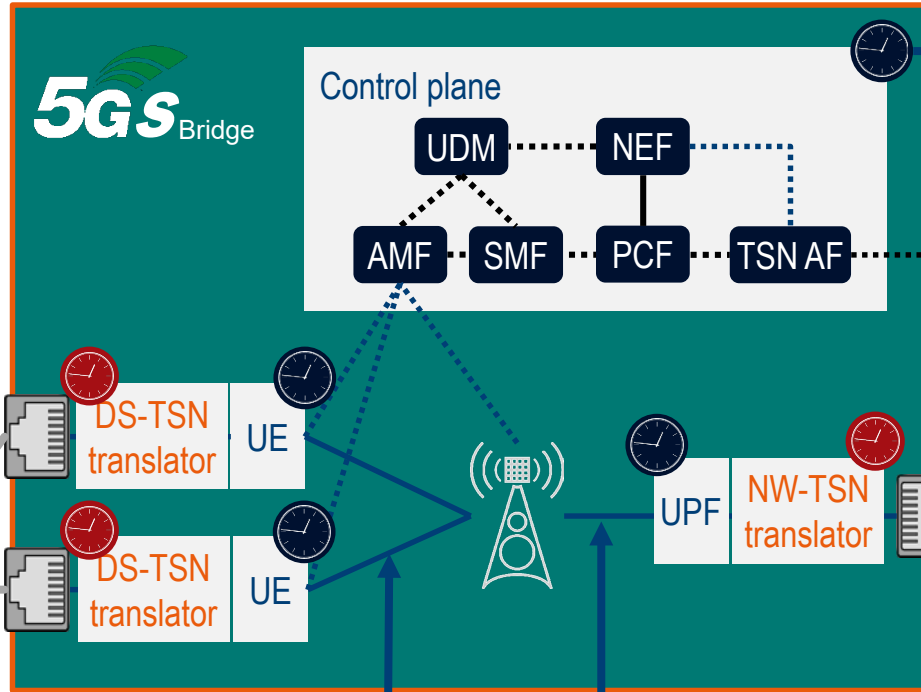 5GS Bridge
Control plane
UDM
NEF
AMF
SMF
PCF
TSN AF
DS-TSN
translator
UE
DS-TSN
translator
UE
UPF
NW-TSN
translator